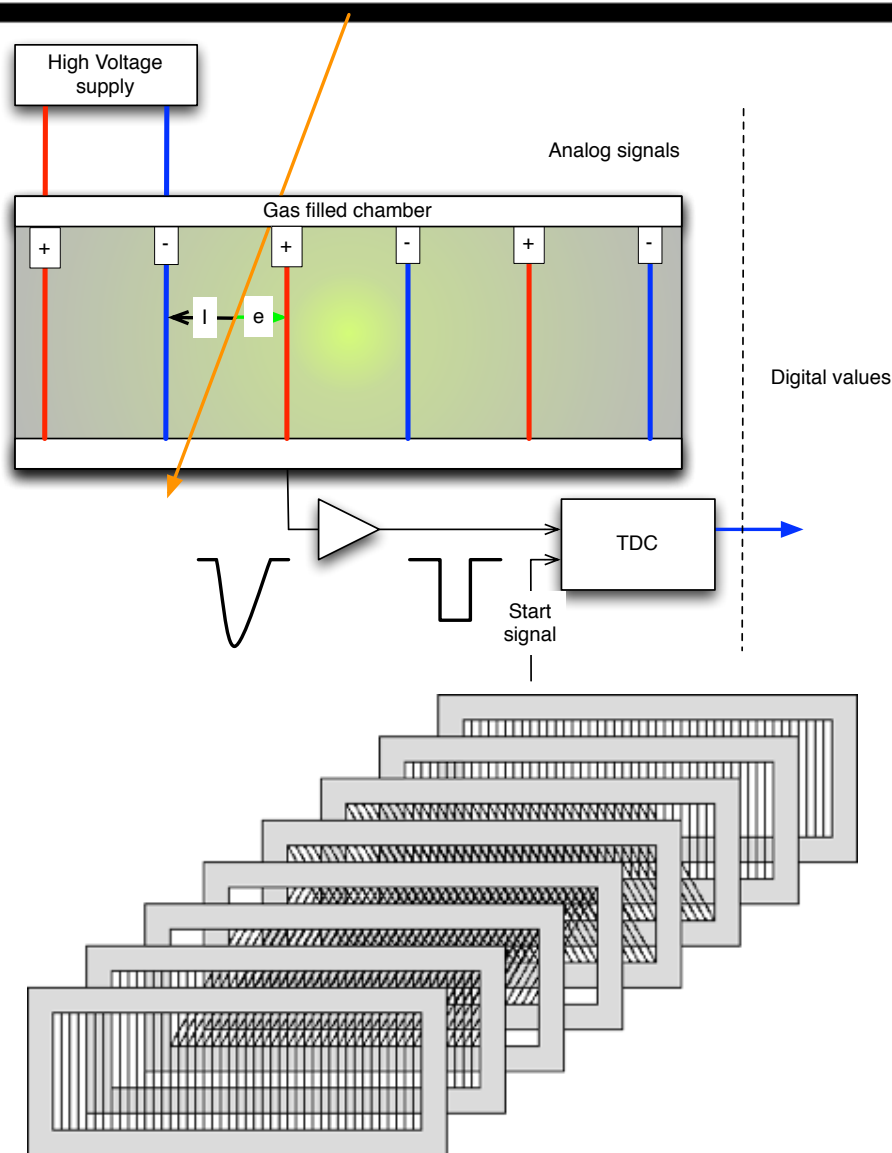 High Voltage
supply
Analog signals
Gas filled chamber
+
-
+
-
+
-
I
e
Digital values
TDC
Start
signal